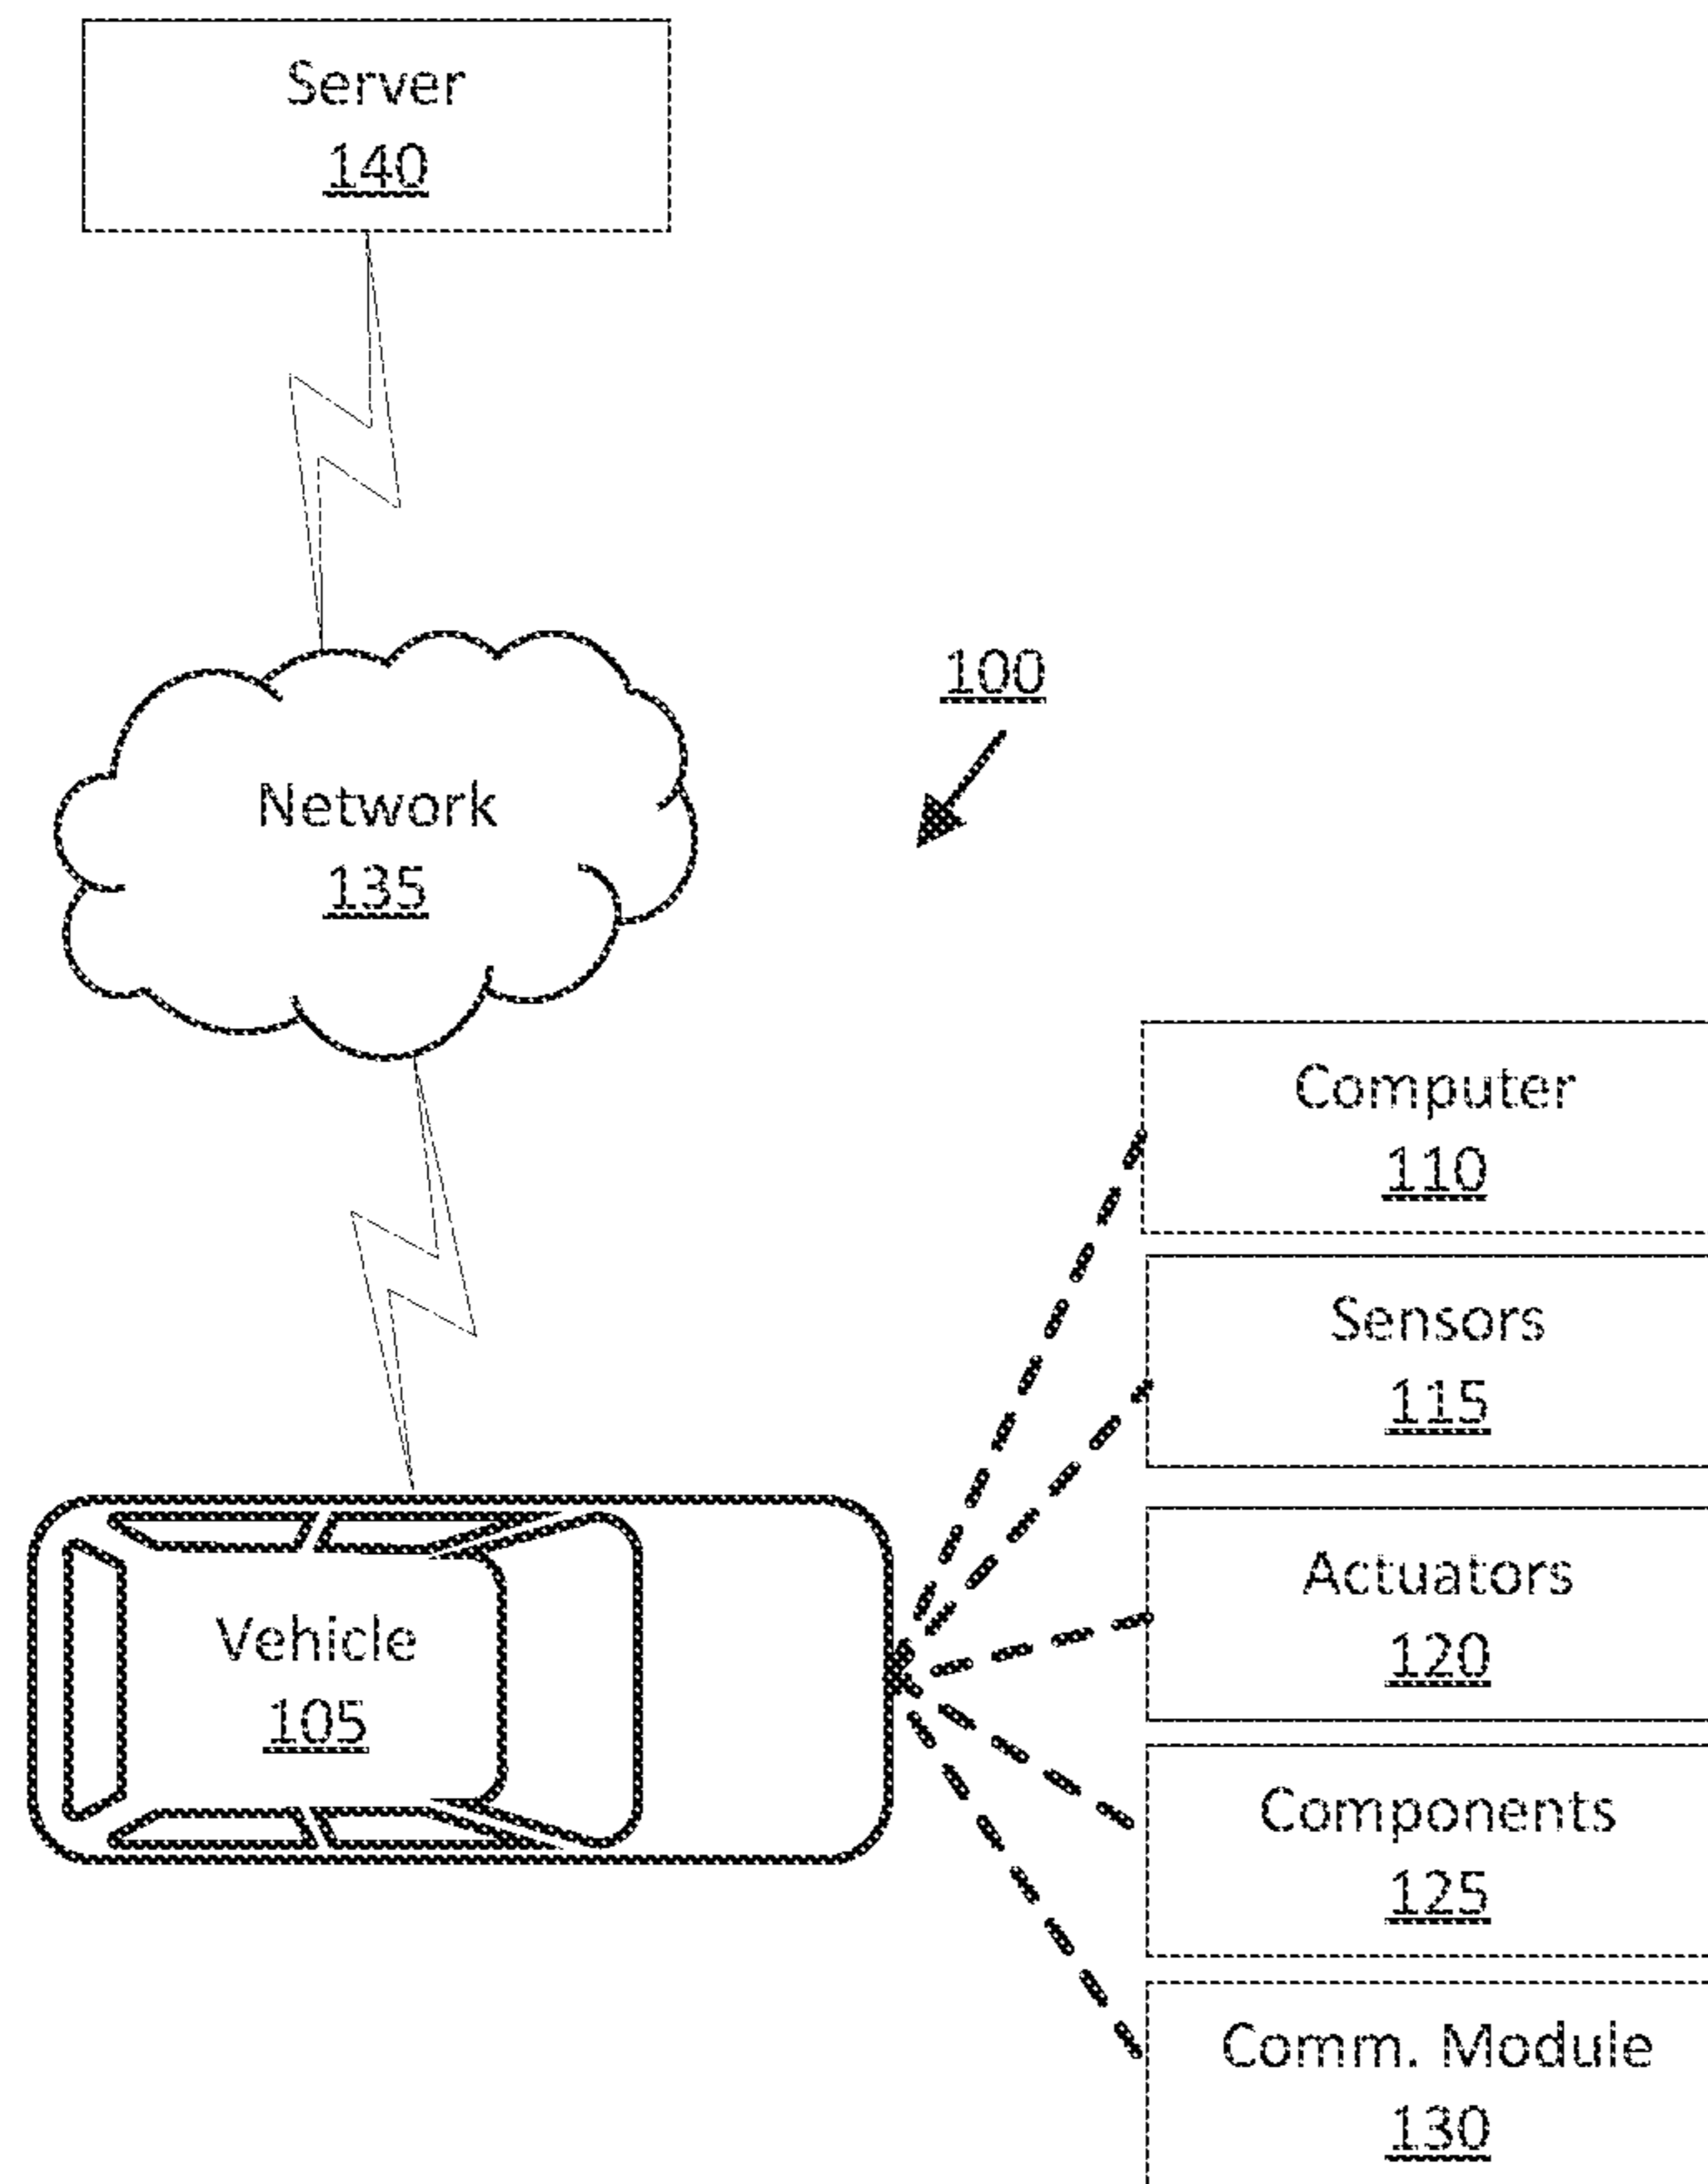 Server
140
Network
135
100
Computer
110
Sensors
115
Actuators
120
Components
125
Comm. Module
130
Vehicle
105